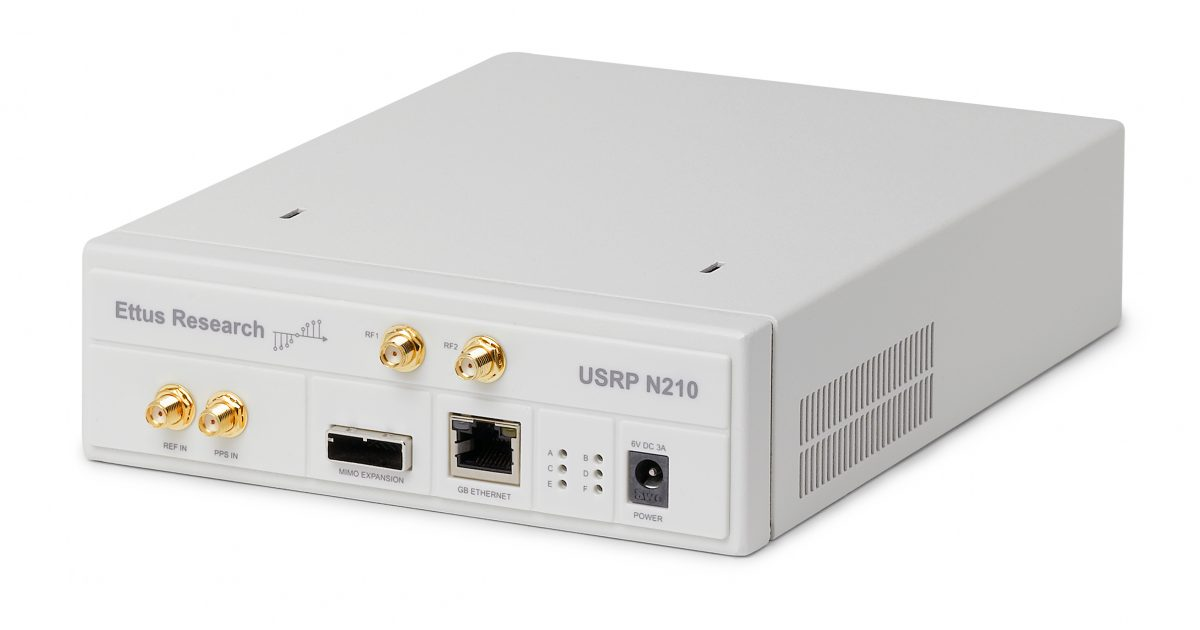 Ettus Research
RF1
RF2
USRP N210
REF IN
PPS IN
MIMO EXPANSION
GB ETHERNET
A
B
C
D
E
F
6V DC 3A
POWER